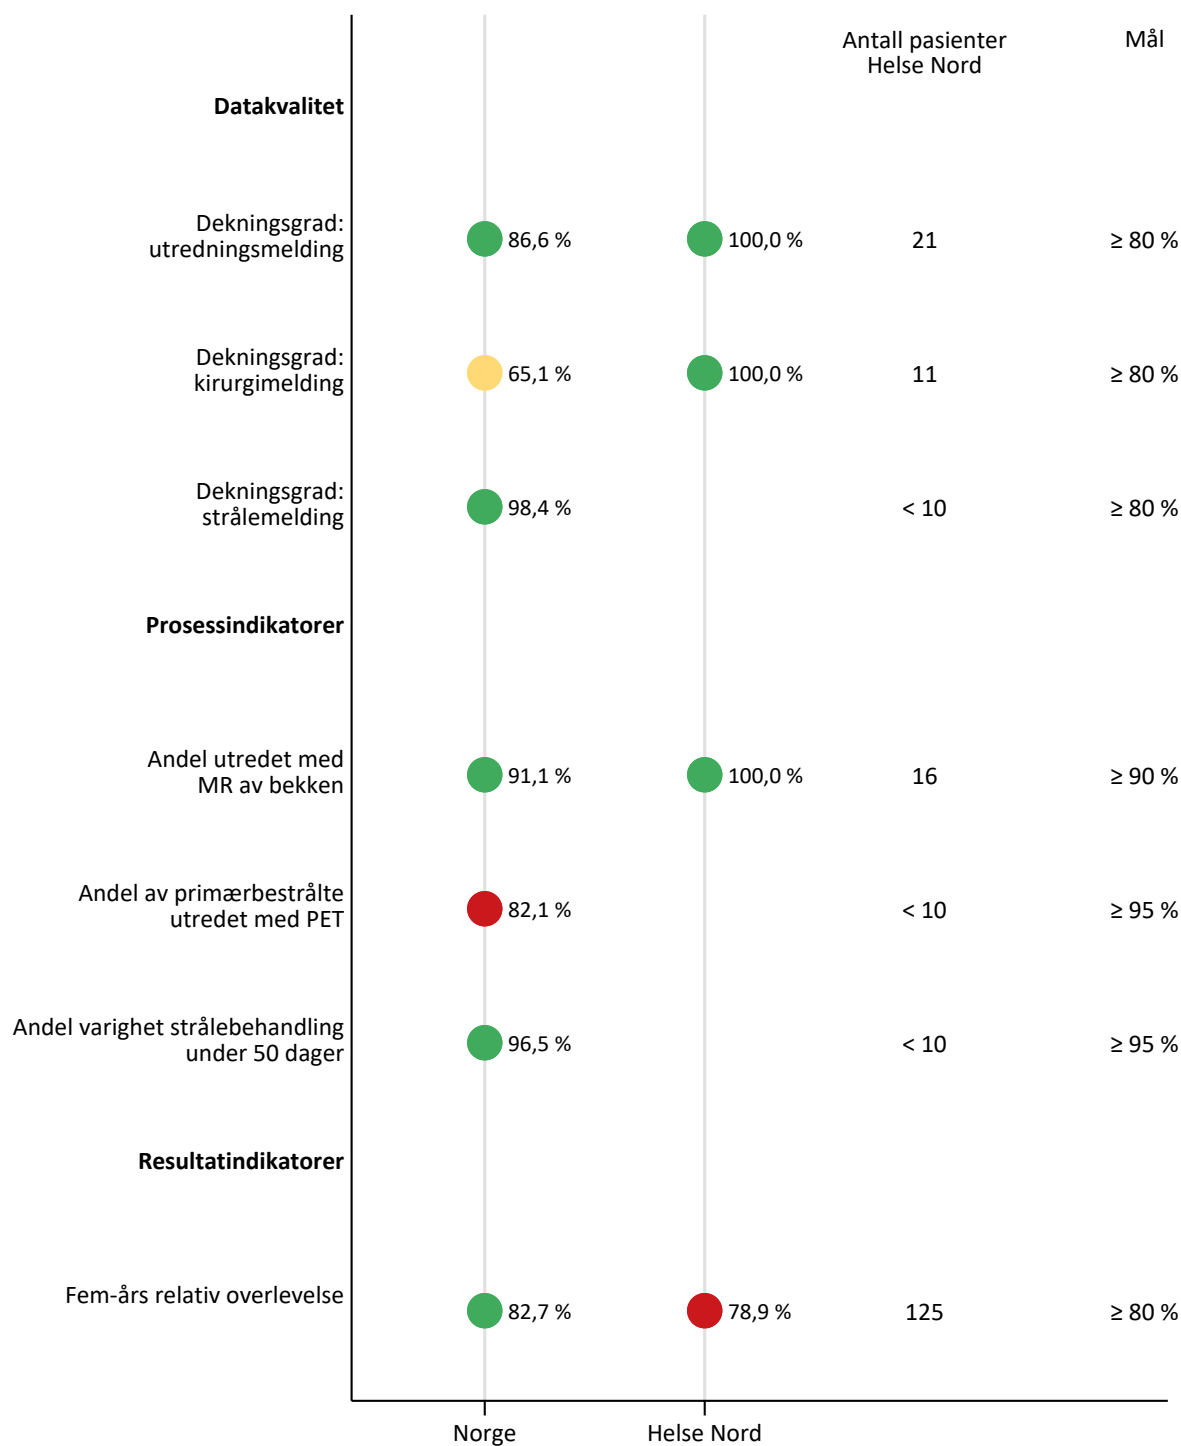 Antall pasienter
Helse Nord
Mål
Datakvalitet
Dekningsgrad:
utredningsmelding
86,6 %
100,0 %
21
≥ 80 %
Dekningsgrad:
kirurgimelding
65,1 %
100,0 %
11
≥ 80 %
Dekningsgrad:
strålemelding
98,4 %
< 10
≥ 80 %
Prosessindikatorer
Andel utredet med
MR av bekken
91,1 %
100,0 %
16
≥ 90 %
Andel av primærbestrålte
utredet med PET
82,1 %
< 10
≥ 95 %
Andel varighet strålebehandling
under 50 dager
96,5 %
< 10
≥ 95 %
Resultatindikatorer
Fem-års relativ overlevelse
82,7 %
78,9 %
125
≥ 80 %
Norge
Helse Nord